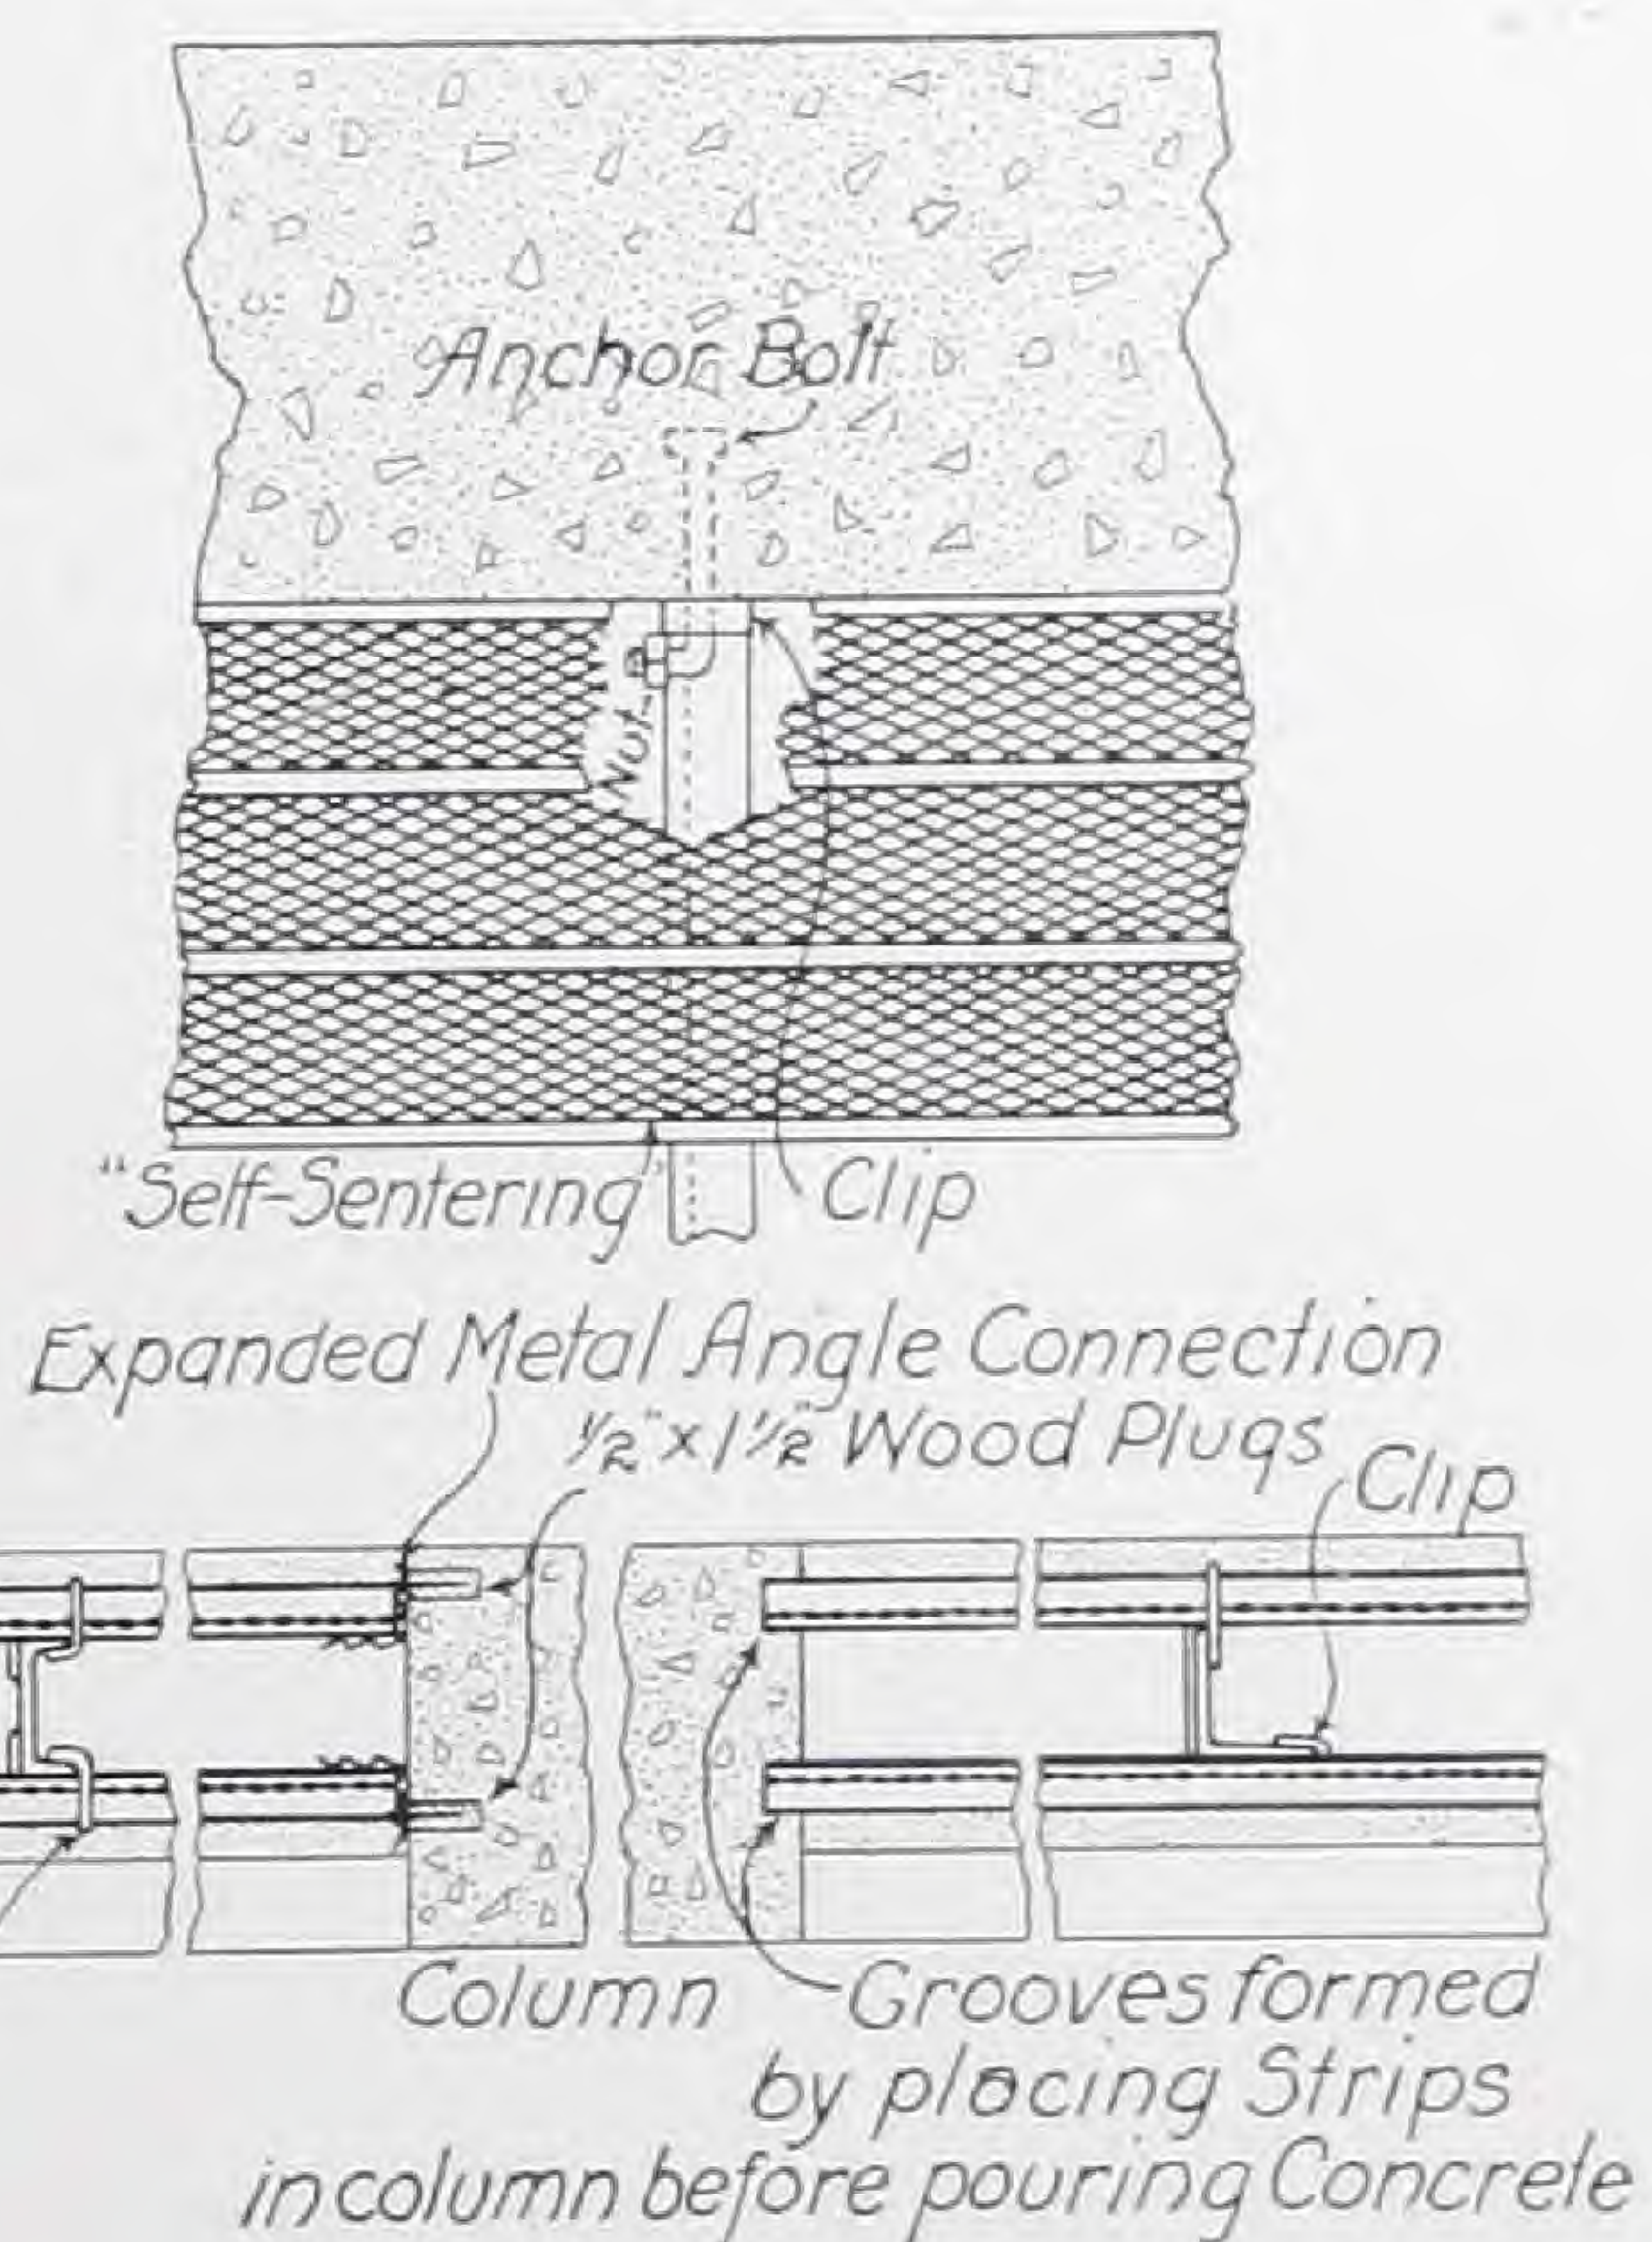 Anchor Bolt
Nut
"Self-Sentering"
Clip
Expanded Metal Angle Connection
½"x1½" Wood Plugs
Clip
Column
Grooves formed
by placing Strips
in column before pouring Concrete